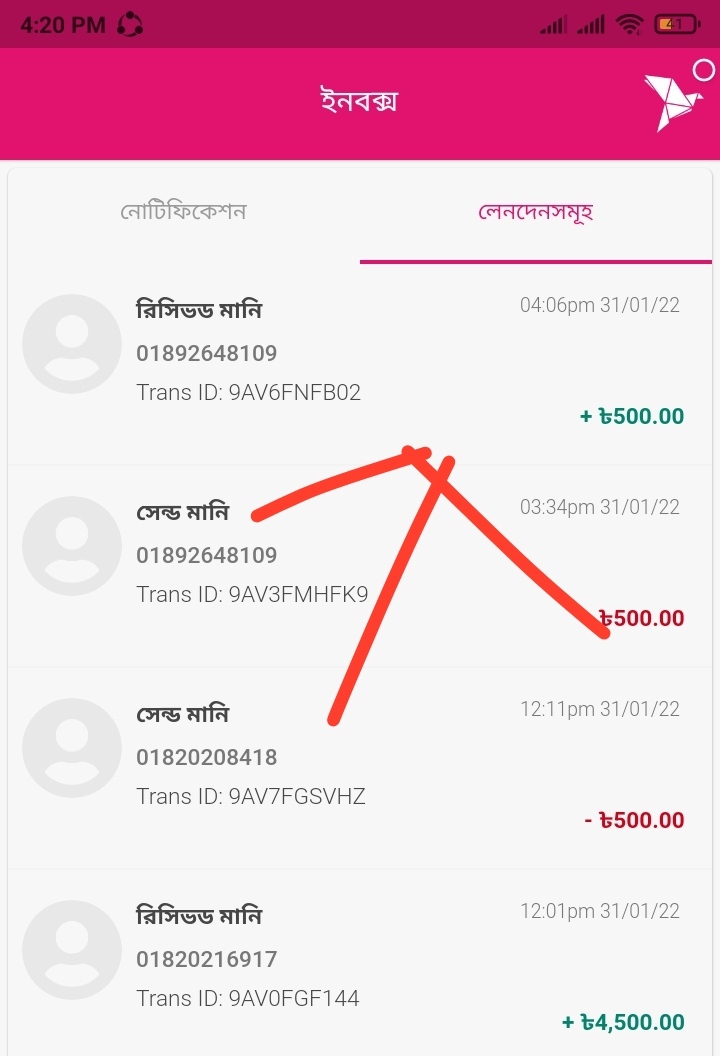 4:20 PM
41
ইনবক্স
নোটিফিকেশন
লেনদেনসমূহ
রিসিভড মানি
04:06pm 31/01/22
01892648109
Trans ID: 9AV6FNFB02
+ ৳500.00
সেন্ড মানি
03:34pm 31/01/22
01892648109
Trans ID: 9AV3FMHFK9
৳500.00
সেন্ড মানি
12:11pm 31/01/22
01820208418
Trans ID: 9AV7FGSVHZ
- ৳500.00
রিসিভড মানি
12:01pm 31/01/22
01820216917
Trans ID: 9AV0FGF144
+ ৳4,500.00